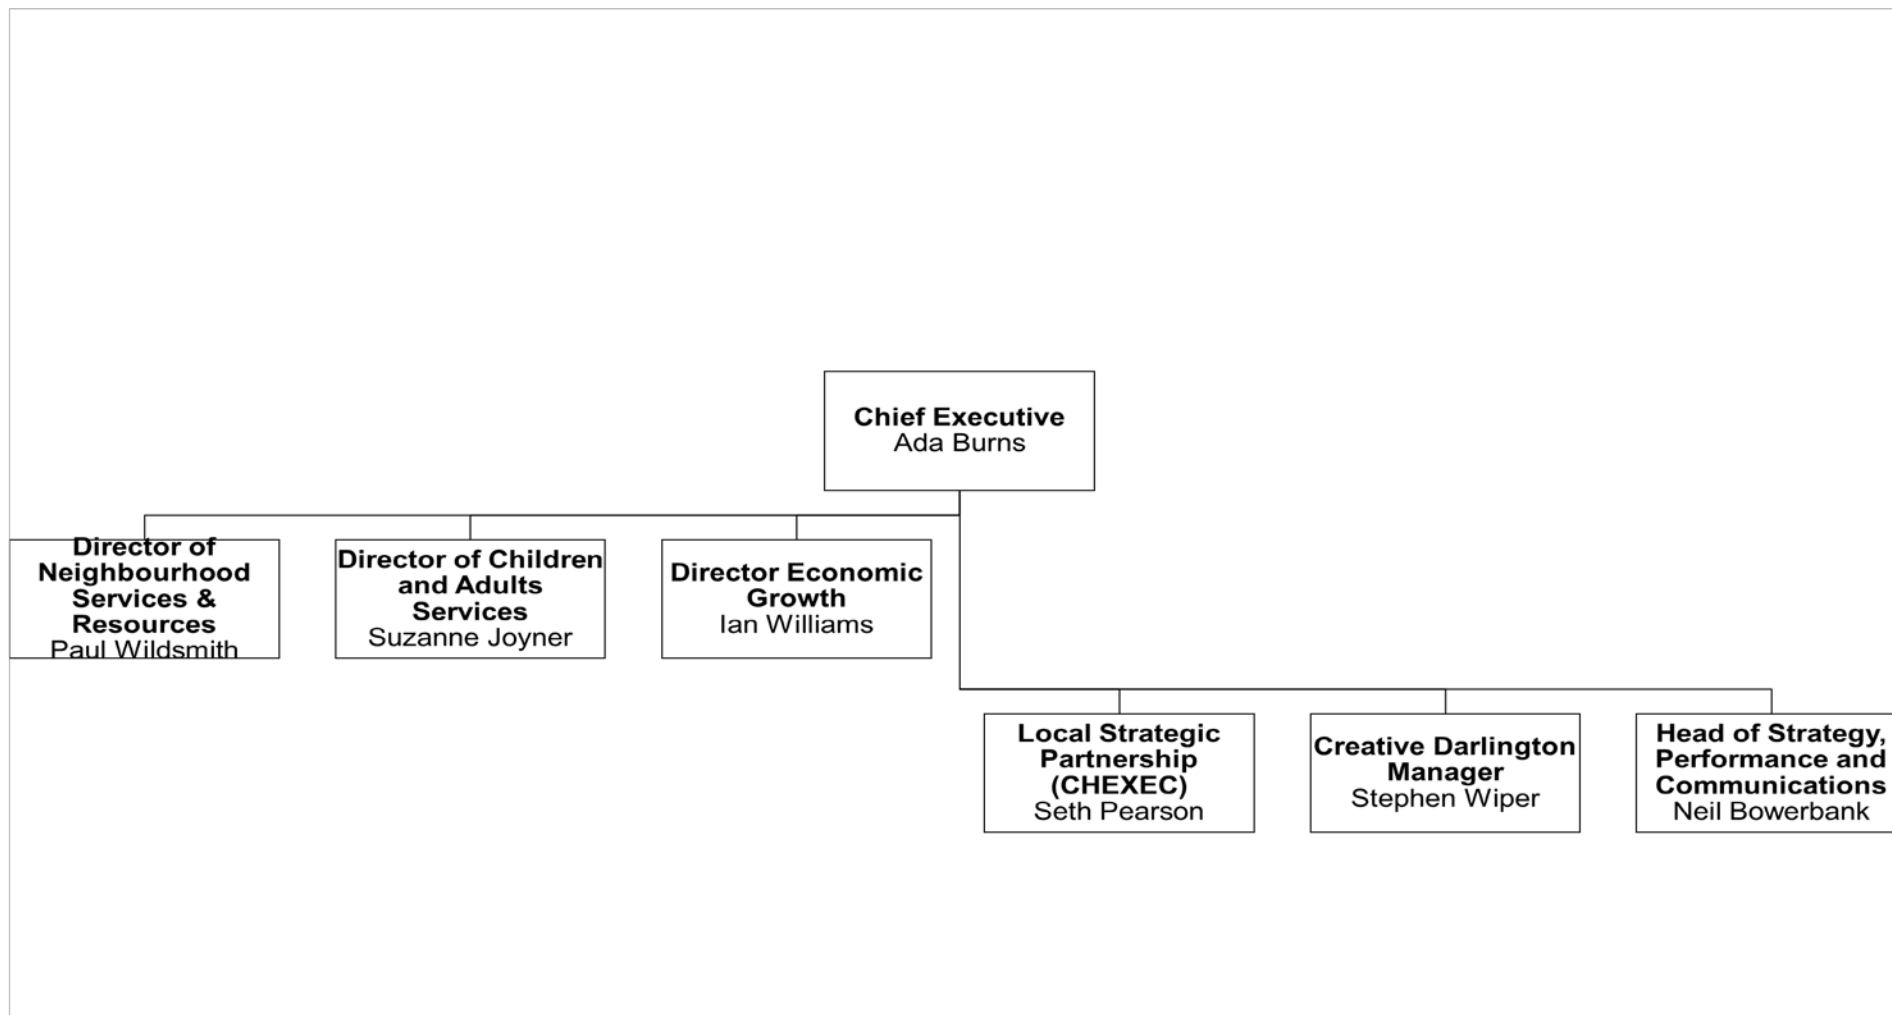 Chief Executive
Ada Burns
Director of
Neighbourhood
Services &
Resources
Paul Wildsmith
Director of Children
and Adults
Services
Suzanne Joyner
Director Economic
Growth
Ian Williams
Local Strategic
Partnership
(CHEXEC)
Seth Pearson
Creative Darlington
Manager
Stephen Wiper
Head of Strategy,
Performance and
Communications
Neil Bowerbank